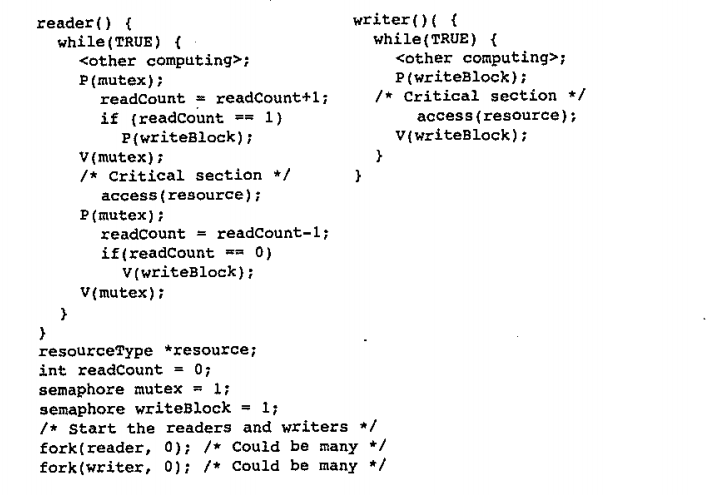 reader() {
  while(TRUE) {
    <other computing>;
    P(mutex);
      readCount = readCount+1;
      if (readCount == 1)
        P(writeBlock);
    V(mutex);
    /* Critical section */
      access(resource);
    P(mutex);
      readCount = readCount-1;
      if(readCount == 0)
        V(writeBlock);
    V(mutex);
  }
}
resourceType *resource;
int readCount = 0;
semaphore mutex = 1;
semaphore writeBlock = 1;
/* Start the readers and writers */
fork(reader, 0); /* Could be many */
fork(writer, 0); /* Could be many */
writer()( {
  while(TRUE) {
    <other computing>;
    P(writeBlock);
  /* Critical section */
      access(resource);
    V(writeBlock);
  }
}